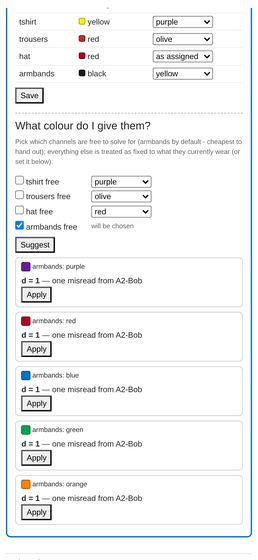 tshirt yellow purple
trousers red olive
hat red as assigned
armbands black yellow
Save
What colour do I give them?
Pick which channels are free to solve for (armbands by default - cheapest to
hand out); everything else is treated as fixed to what they currently wear (or
set it below).
tshirt free purple
trousers free olive
hat free red
armbands free will be chosen
Suggest
armbands: purple
d = 1 — one misread from A2-Bob
Apply
armbands: red
d = 1 — one misread from A2-Bob
Apply
armbands: blue
d = 1 — one misread from A2-Bob
Apply
armbands: green
d = 1 — one misread from A2-Bob
Apply
armbands: orange
d = 1 — one misread from A2-Bob
Apply